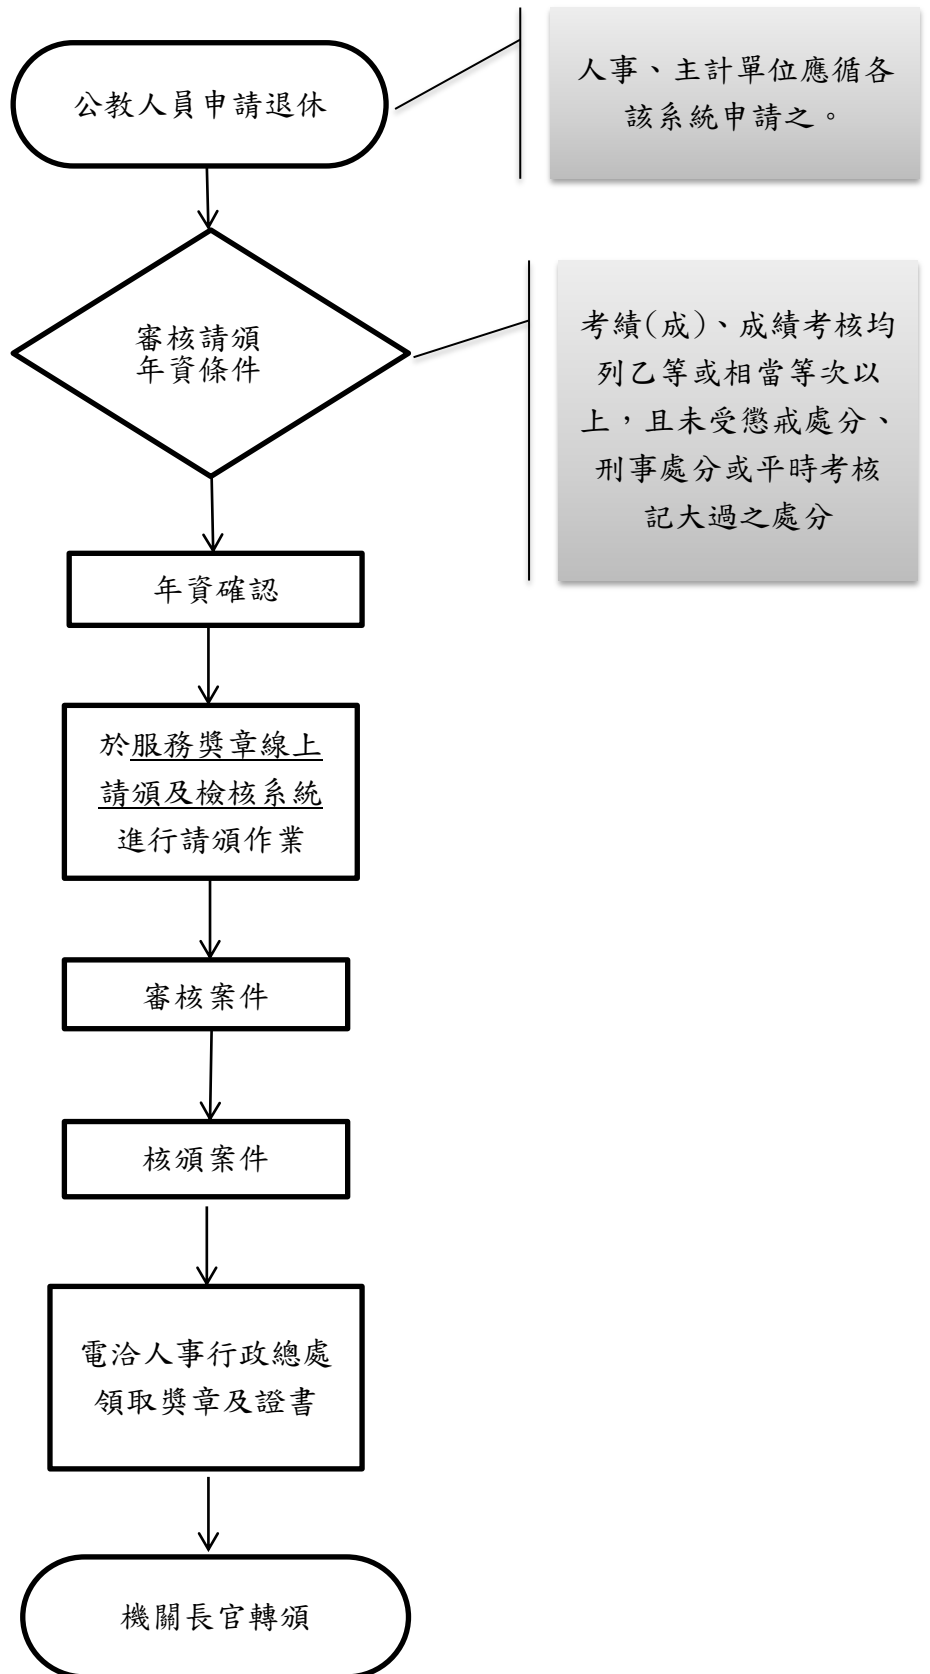 公教人員申請退休
人事、主計單位應循各
該系統申請之。
審核請頒
年資條件
考績(成)、成績考核均
列乙等或相當等次以
上,且未受懲戒處分、
刑事處分或平時考核
記大過之處分
年資確認
於服務獎章線上
請頒及檢核系統
進行請頒作業
審核案件
核頒案件
電洽人事行政總處
領取獎章及證書
機關長官轉頒